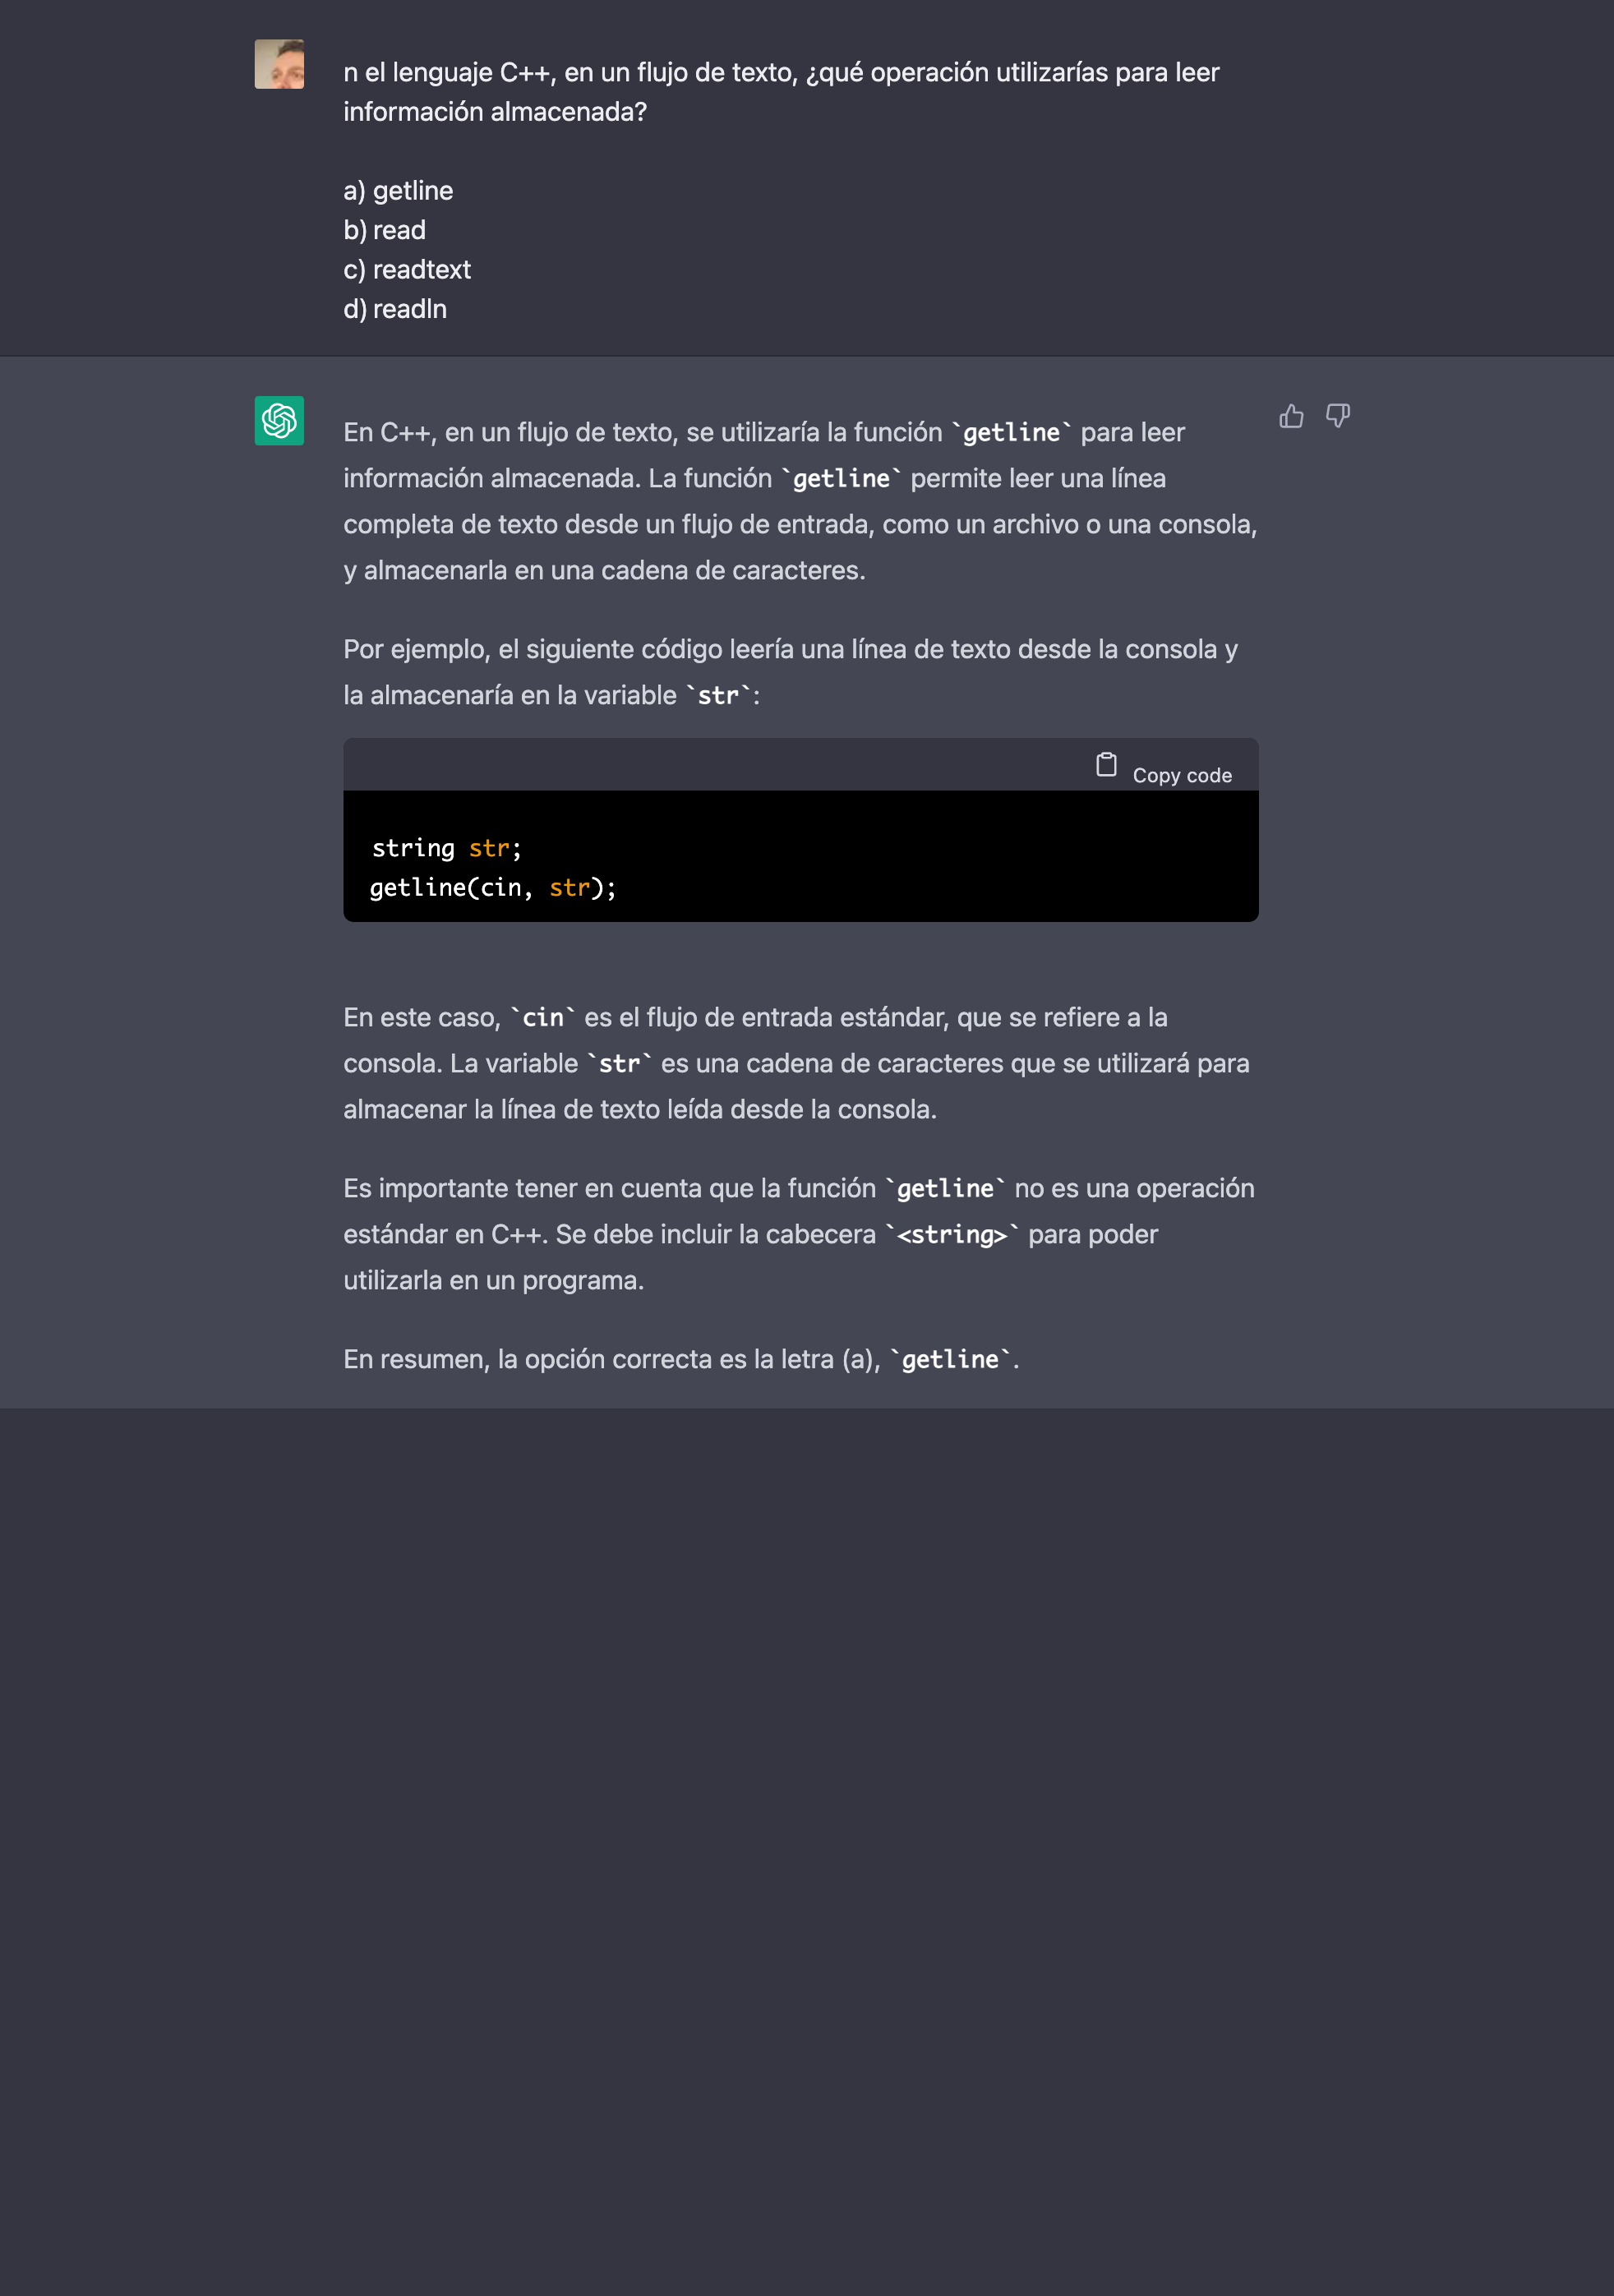 n el lenguaje C++, en un flujo de texto, ¿qué operación utilizarías para leer
información almacenada?
a) getline
b) read
c) readtext
d) readln
En C++, en un flujo de texto, se utilizaría la función `getline` para leer
información almacenada. La función `getline` permite leer una línea
completa de texto desde un flujo de entrada, como un archivo o una consola,
y almacenarla en una cadena de caracteres.
Por ejemplo, el siguiente código leería una línea de texto desde la consola y
la almacenaría en la variable `str`:
Copy code
string str;
getline(cin, str);
En este caso, `cin` es el flujo de entrada estándar, que se refiere a la
consola. La variable `str` es una cadena de caracteres que se utilizará para
almacenar la línea de texto leída desde la consola.
Es importante tener en cuenta que la función `getline` no es una operación
estándar en C++. Se debe incluir la cabecera `<string>` para poder
utilizarla en un programa.
En resumen, la opción correcta es la letra (a), `getline`.